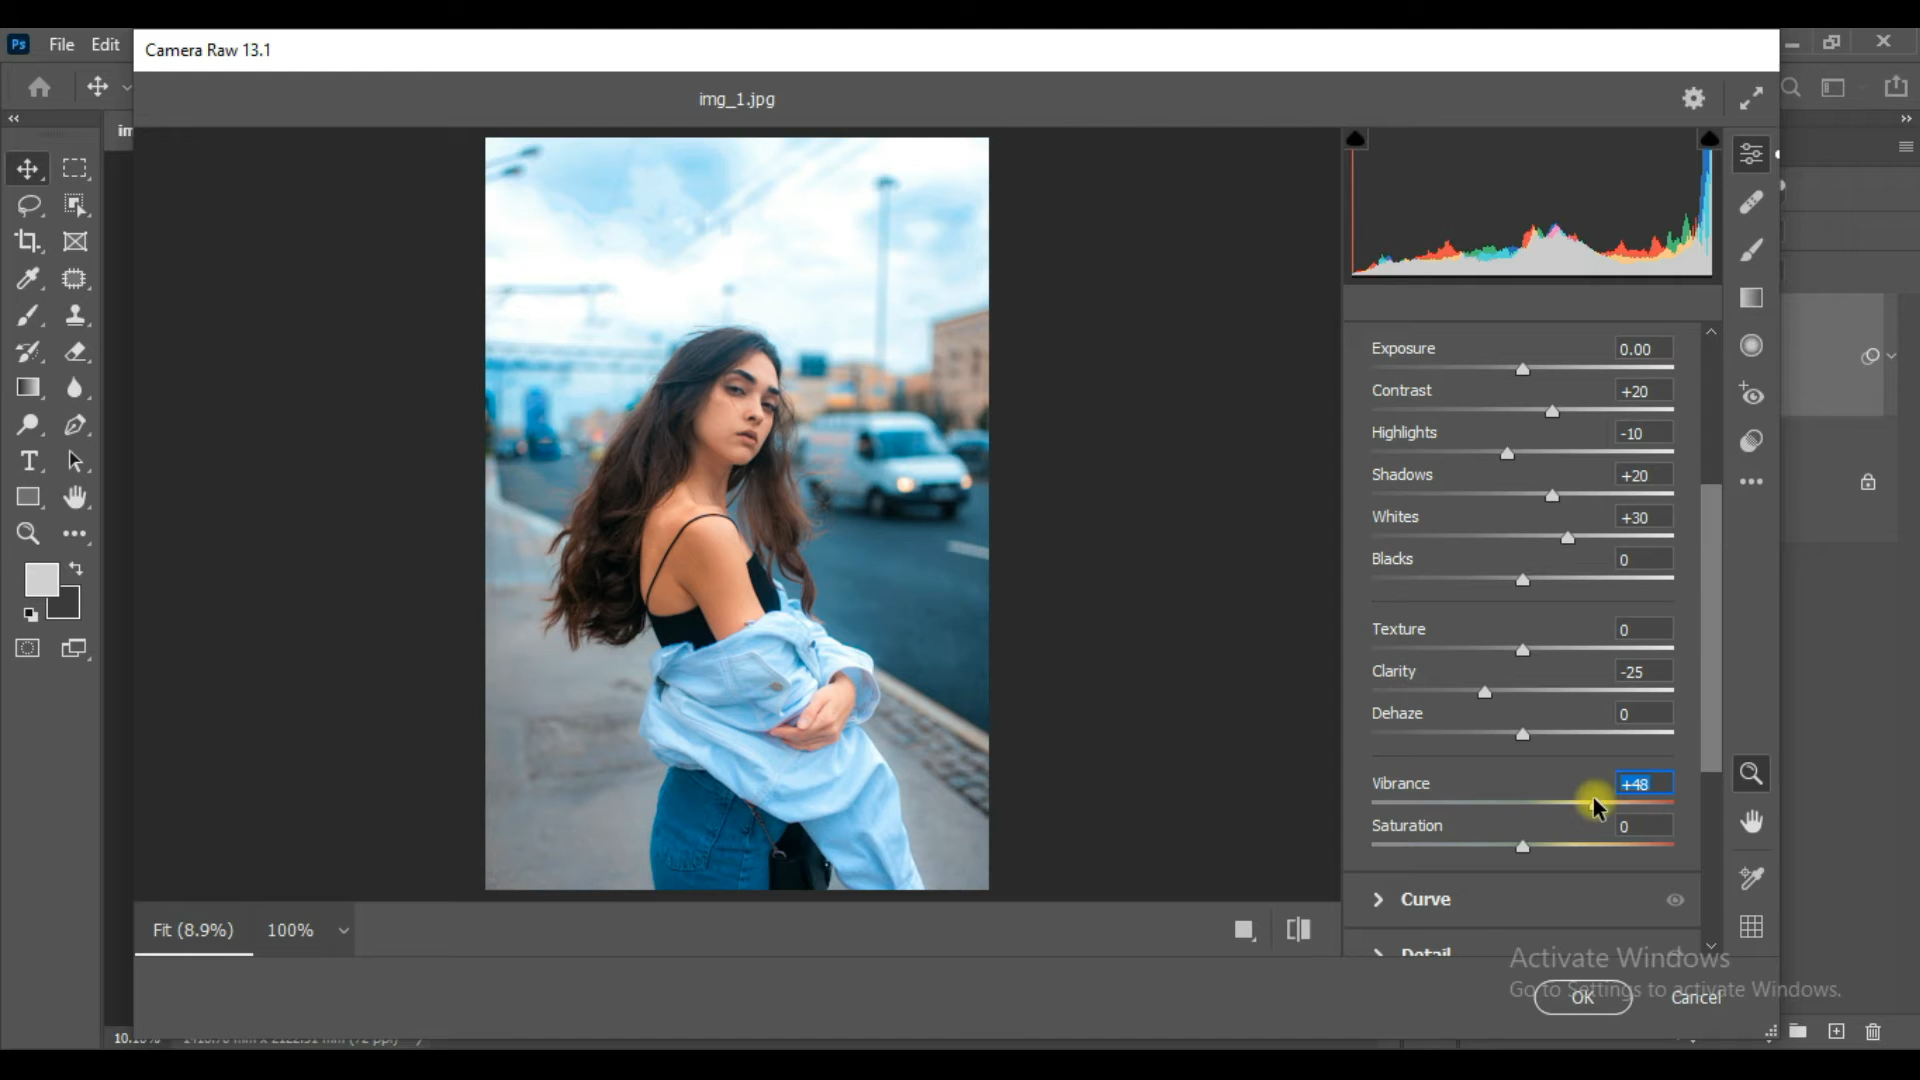 Ps File Edit
Camera Raw 13.1
img_1.jpg
im
Exposure 0.00
Contrast +20
Highlights -10
Shadows +20
Whites +30
Blacks 0
Texture 0
Clarity -25
Dehaze 0
Vibrance +48
Saturation 0
Curve
Detail
Fit (8.9%) 100%
Activate Windows
Go to Settings to activate Windows.
OK Cancel